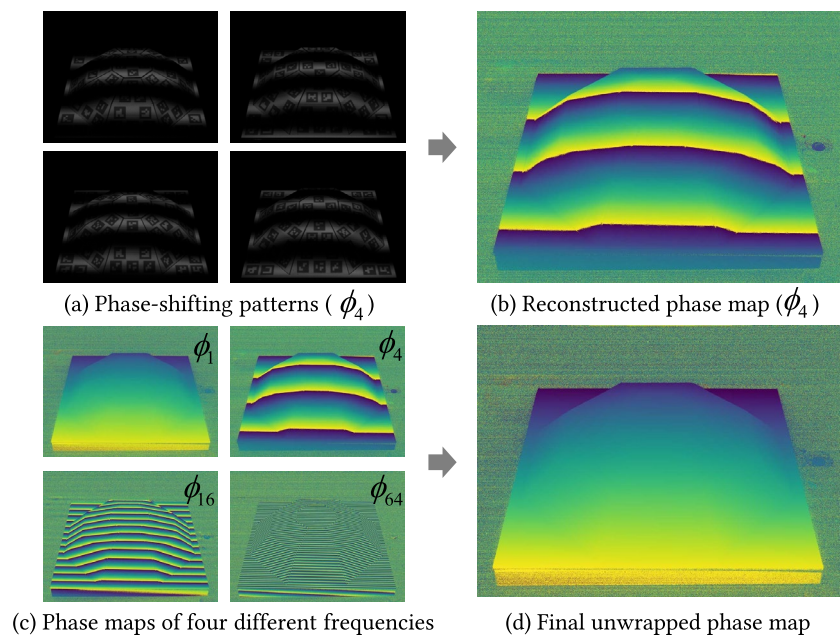 (a) Phase-shifting patterns ( ϕ4 )
(b) Reconstructed phase map (ϕ4 )
ϕ1
ϕ4
ϕ16
ϕ64
(c) Phase maps of four different frequencies
(d) Final unwrapped phase map